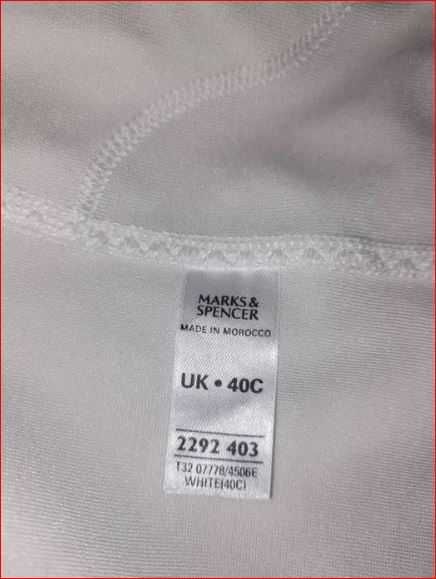 MARKS &
SPENCER
MADE IN MOROCCO
UK • 40C
2292 403
T32 07778/4506E
WHITE(40C)